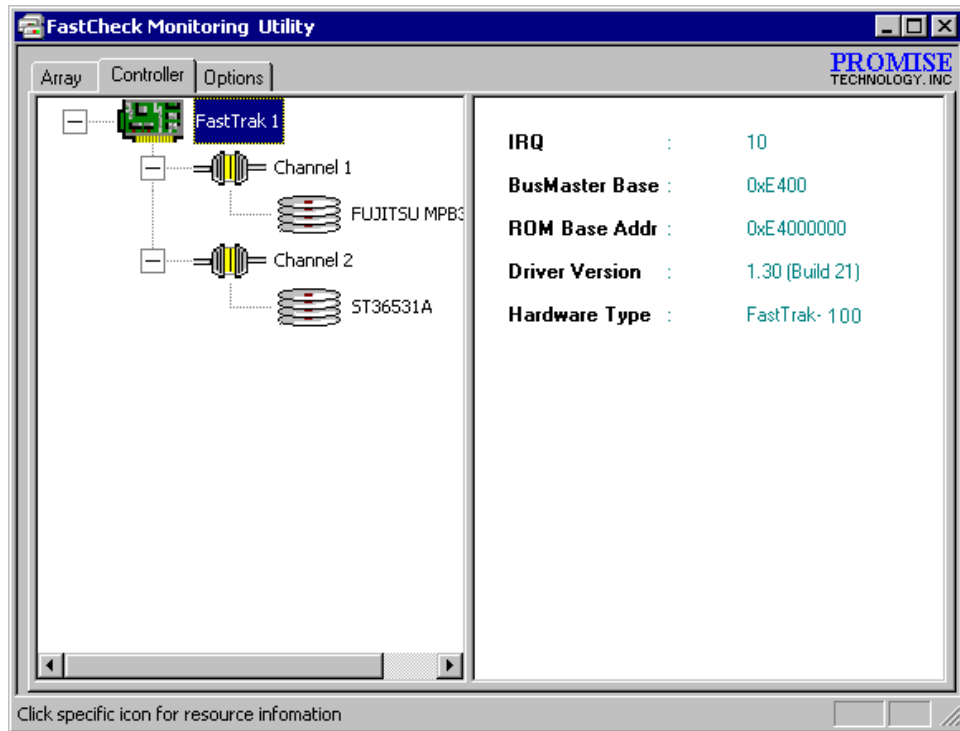 FastCheck Monitoring Utility
Array Controller Options
PROMISE
TECHNOLOGY, INC
FastTrak 1
Channel 1
FUJITSU MPB3
Channel 2
ST36531A
IRQ : 10
BusMaster Base : 0xE400
ROM Base Addr : 0xE4000000
Driver Version : 1.30 (Build 21)
Hardware Type : FastTrak- 100
Click specific icon for resource infomation